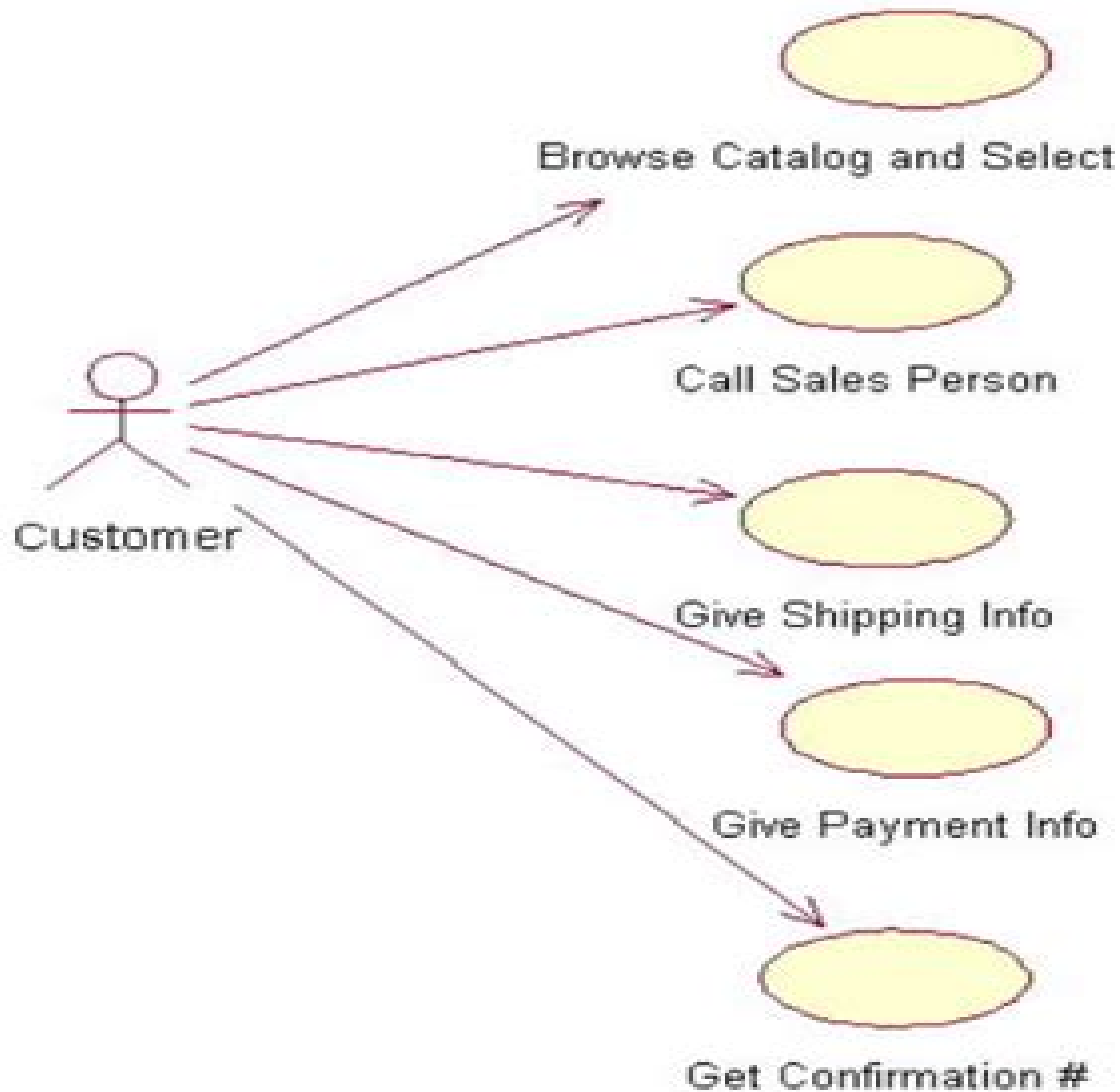 Browse Catalog and Select
Call Sales Person
Customer
Give Shipping Info
Give Payment Info
Get Confirmation #